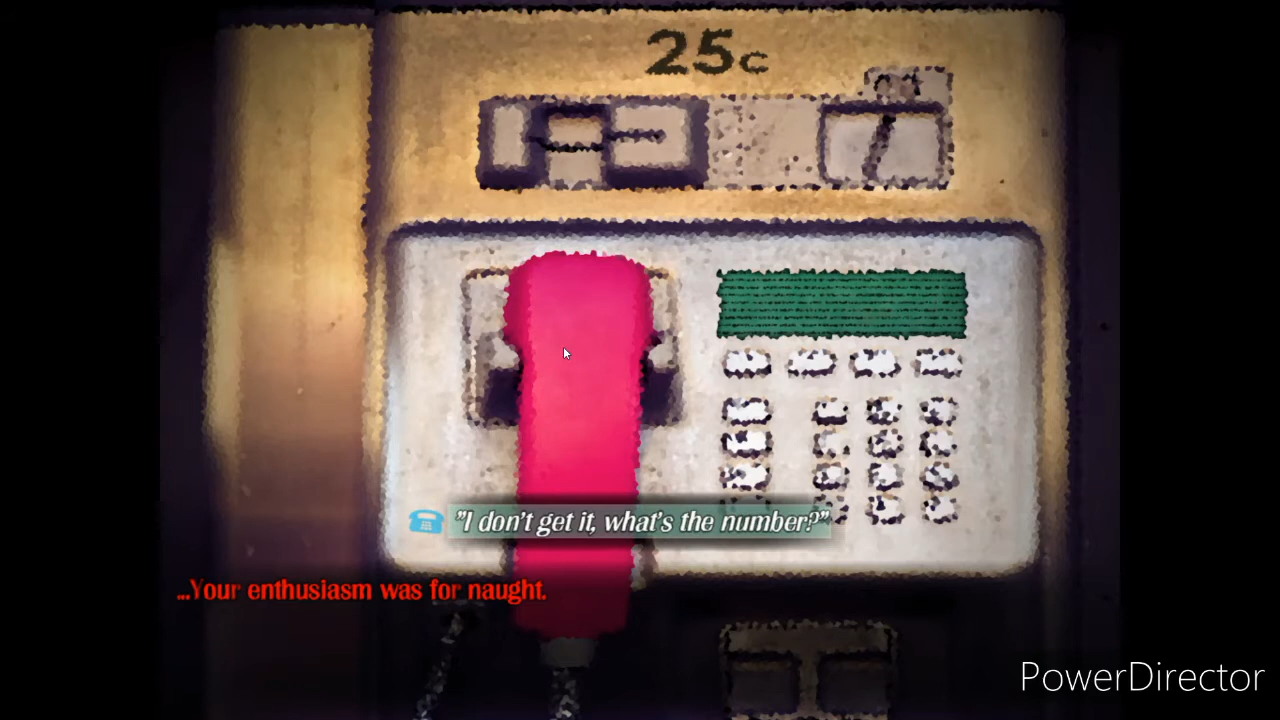 25c
"I don't get it, what's the number?"
...Your enthusiasm was for naught.
PowerDirector